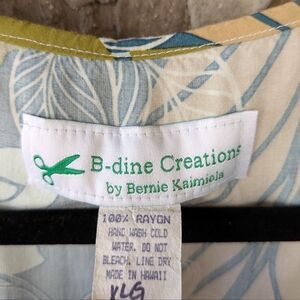 B-dine Creations
by Bernie Kaimiola
100% RAYON
HAND WASH COLD
WATER. DO NOT
BLEACH. LINE DRY
MADE IN HAWAII
XLG